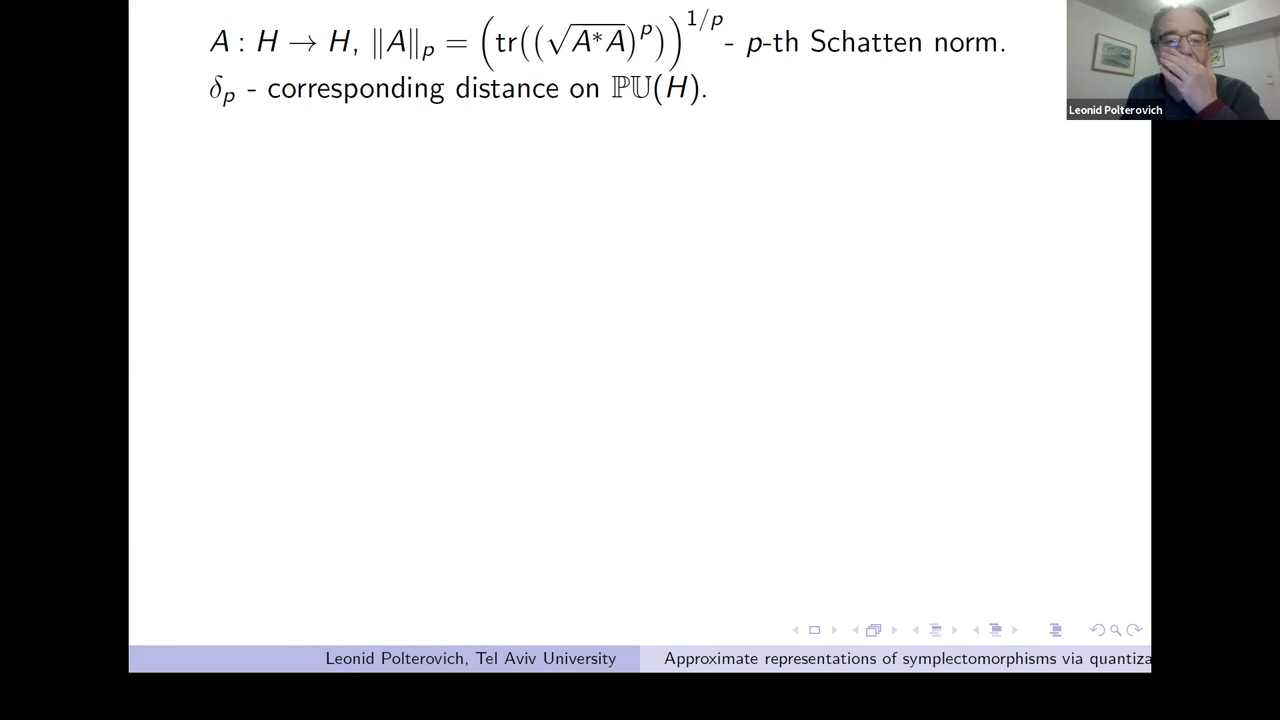 A : H → H, ‖A‖_p = (tr((√A*A)^p))^{1/p} - p-th Schatten norm.
δ_p - corresponding distance on ℙ𝕌(H).
Leonid Polterovich
Leonid Polterovich, Tel Aviv University
Approximate representations of symplectomorphisms via quantiza